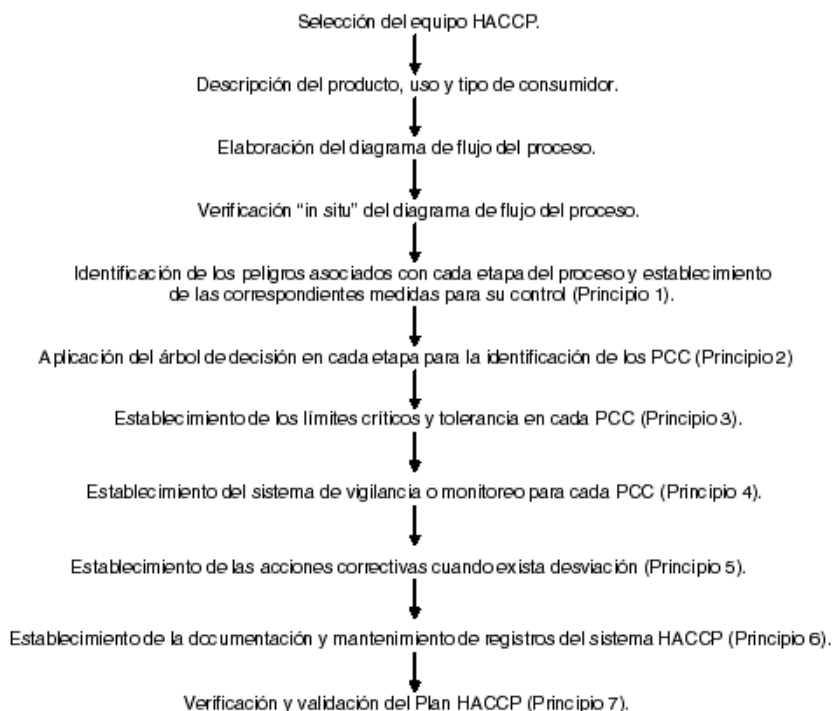 Selección del equipo HACCP.
Descripción del producto, uso y tipo de consumidor.
Elaboración del diagrama de flujo del proceso.
Verificación “in situ” del diagrama de flujo del proceso.
Identificación de los peligros asociados con cada etapa del proceso y establecimiento
de las correspondientes medidas para su control (Principio 1).
Aplicación del árbol de decisión en cada etapa para la identificación de los PCC (Principio 2)
Establecimiento de los límites críticos y tolerancia en cada PCC (Principio 3).
Establecimiento del sistema de vigilancia o monitoreo para cada PCC (Principio 4).
Establecimiento de las acciones correctivas cuando exista desviación (Principio 5).
Establecimiento de la documentación y mantenimiento de registros del sistema HACCP (Principio 6).
Verificación y validación del Plan HACCP (Principio 7).